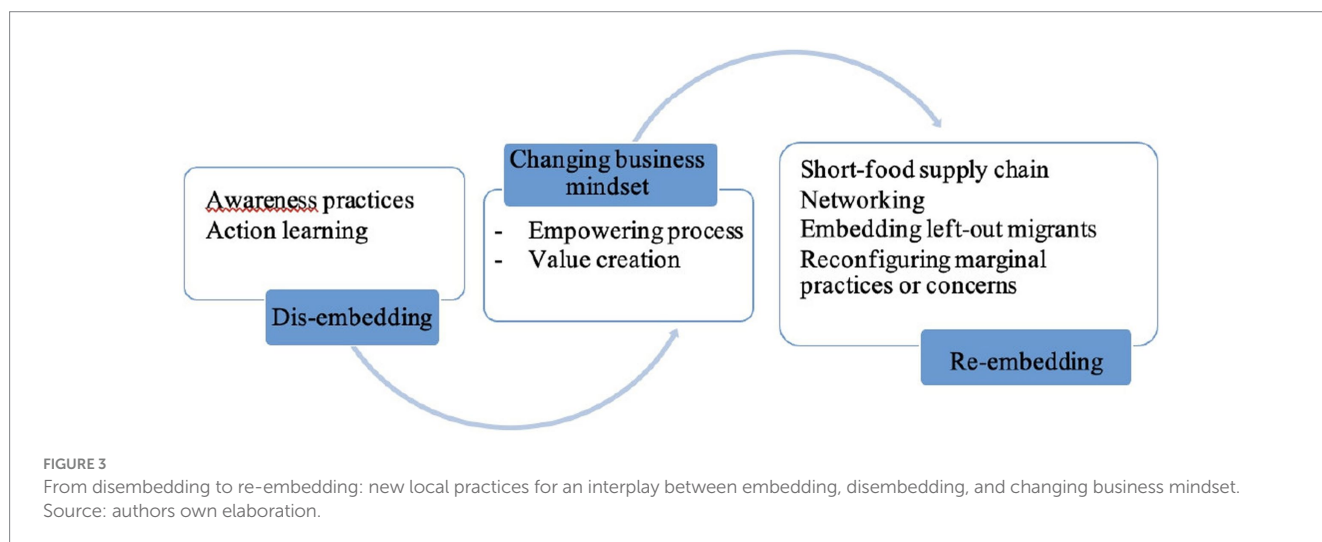 Awareness practices
Action learning
Dis-embedding
Changing business
mindset
- Empowering process
- Value creation
Short-food supply chain
Networking
Embedding left-out migrants
Reconfiguring marginal
practices or concerns
Re-embedding
FIGURE 3
From disembedding to re-embedding: new local practices for an interplay between embedding, disembedding, and changing business mindset.
Source: authors own elaboration.